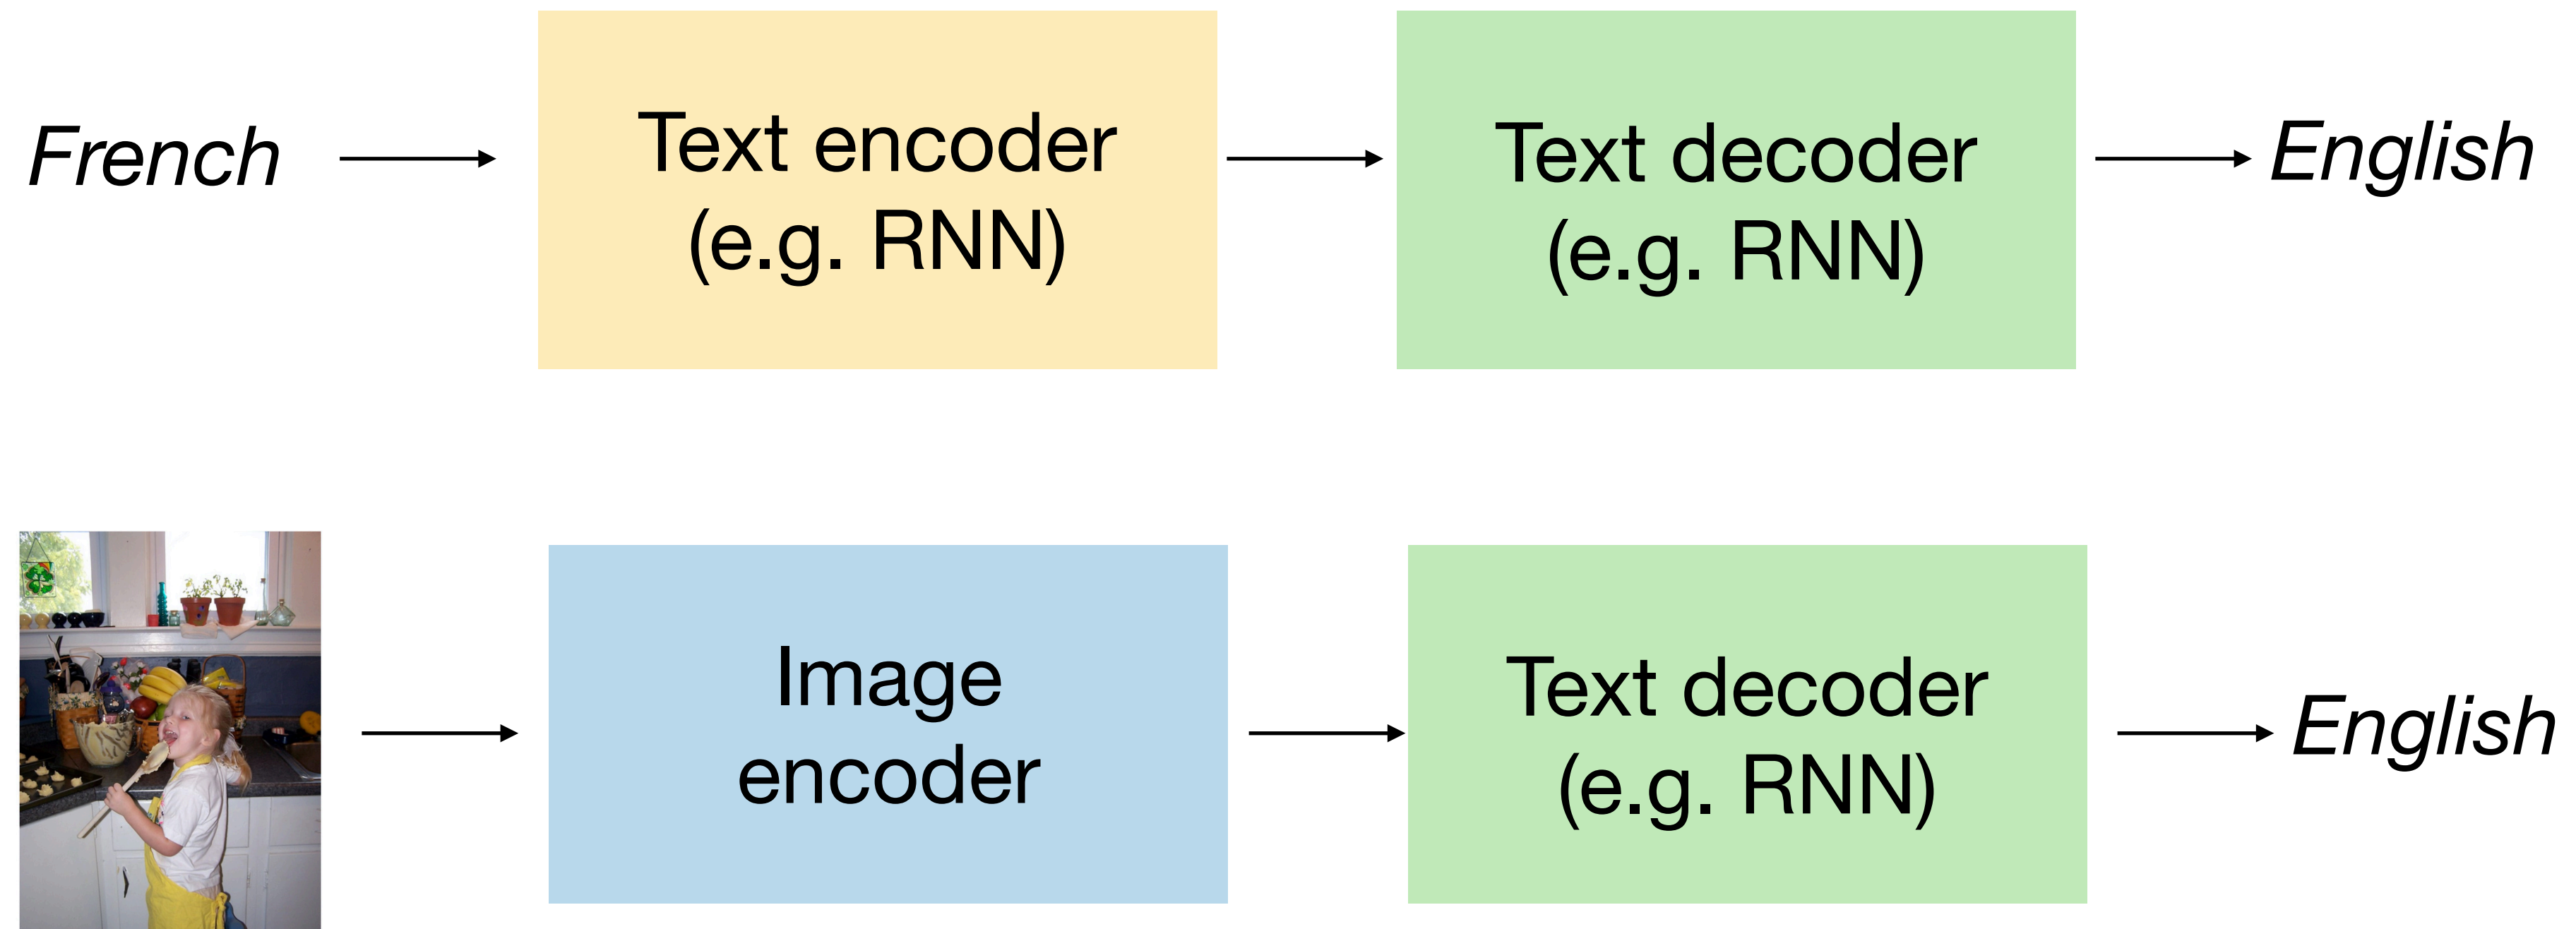 French
Text encoder
(e.g. RNN)
Text decoder
(e.g. RNN)
English
Image
encoder
Text decoder
(e.g. RNN)
English